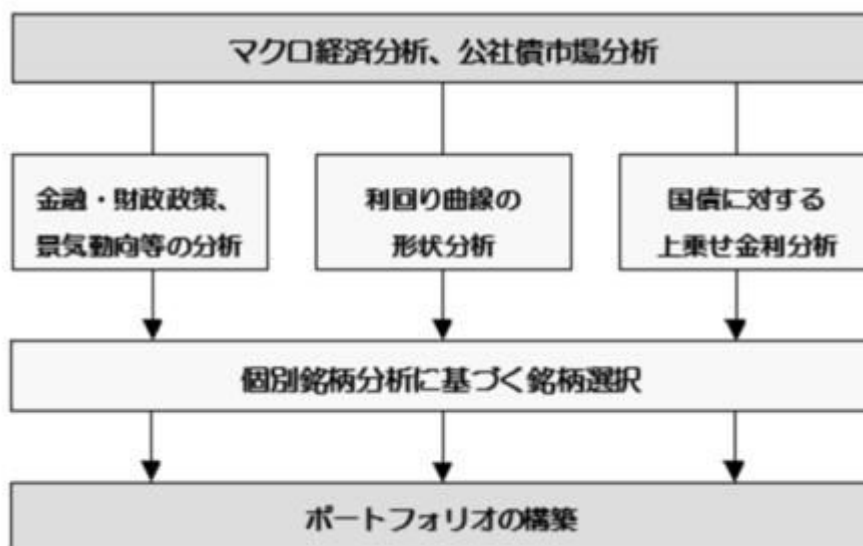 マクロ経済分析、公社債市場分析
金融・財政政策、
景気動向等の分析
利回り曲線の
形状分析
国債に対する
上乗せ金利分析
個別銘柄分析に基づく銘柄選択
ポートフォリオの構築